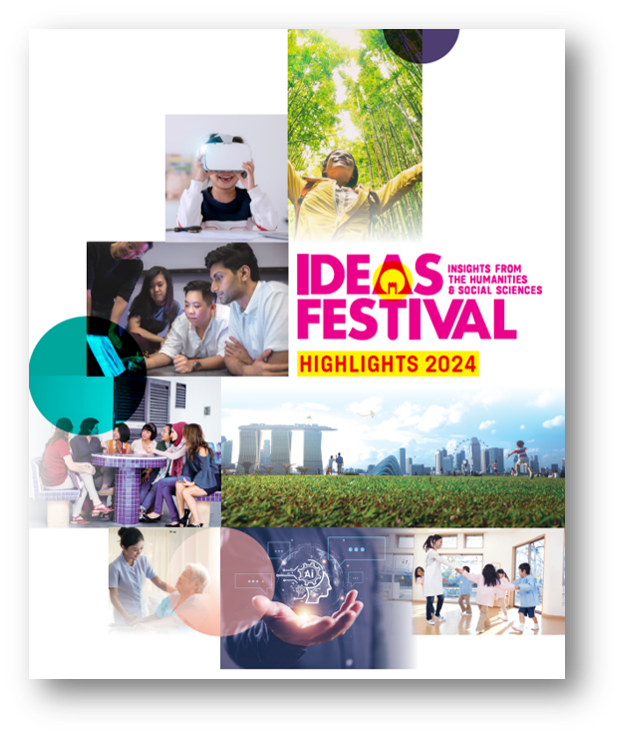 IDEAS
INSIGHTS FROM
THE HUMANITIES
& SOCIAL SCIENCES
FESTIVAL
HIGHLIGHTS 2024
Ai